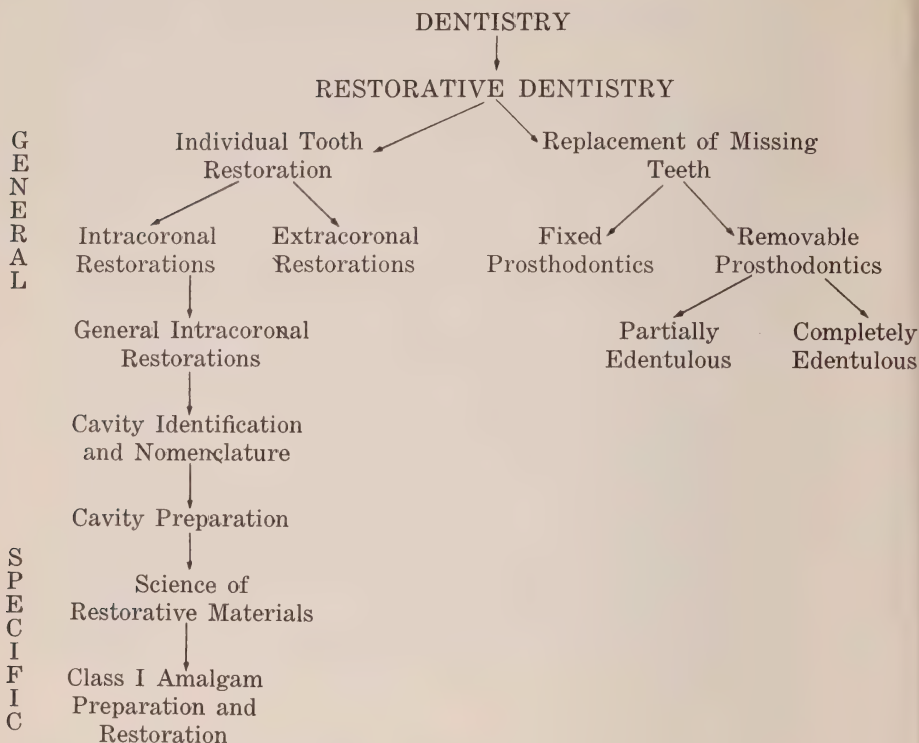 DENTISTRY
RESTORATIVE DENTISTRY
GENERAL
Individual Tooth
Restoration
Replacement of Missing
Teeth
Intracoronal
Restorations
Extracoronal
Restorations
Fixed
Prosthodontics
Removable
Prosthodontics
General Intracoronal
Restorations
Partially
Edentulous
Completely
Edentulous
Cavity Identification
and Nomenclature
Cavity Preparation
SPECIFIC
Science of
Restorative Materials
Class I Amalgam
Preparation and
Restoration